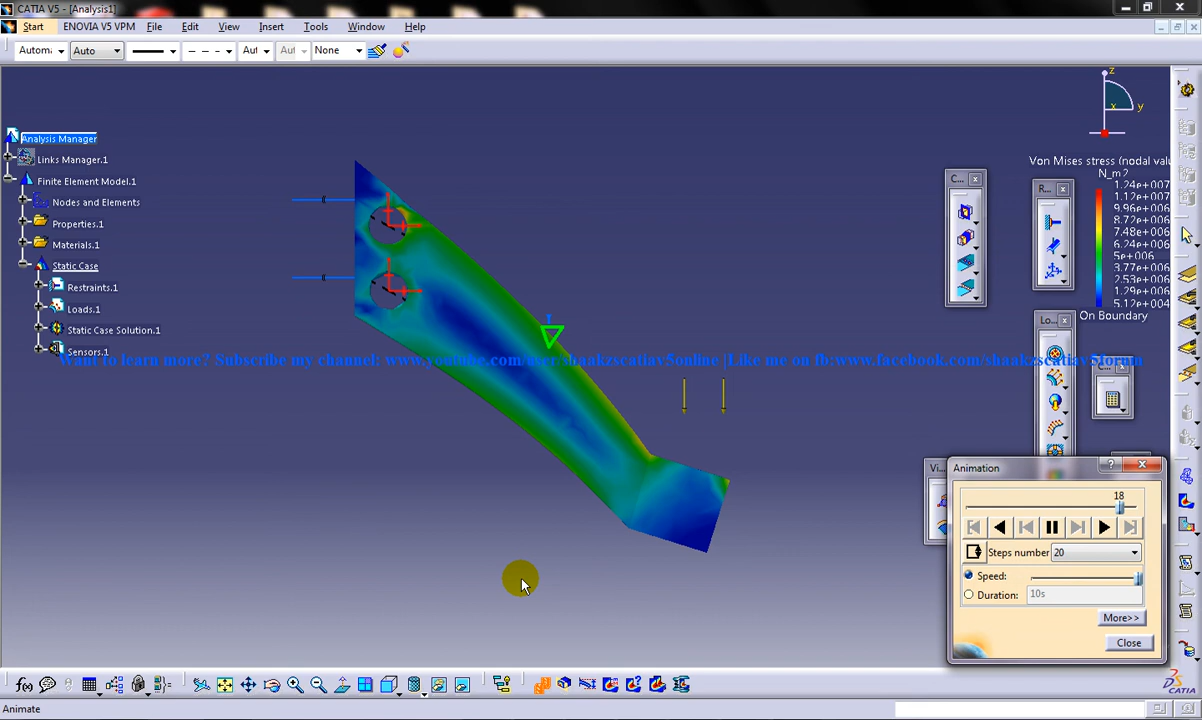 CATIA V5 - [Analysis1]
Start ENOVIA V5 VPM File Edit View Insert Tools Window Help
Automa Auto Aut Aut None
z
y
x
Analysis Manager
Links Manager.1
Finite Element Model.1
Nodes and Elements
Properties.1
Materials.1
Static Case
Restraints.1
Loads.1
Static Case Solution.1
Sensors.1
Von Mises stress (nodal valu
N_m2
1.24e+007
1.12e+007
9.96e+006
8.72e+006
7.48e+006
6.24e+006
5e+006
3.77e+006
2.53e+006
1.29e+006
5.12e+004
On Boundary
C...
R...
Lo...
C...
Vi...
Want to learn more? Subscribe my channel: www.youtube.com/user/shaakzscatiav5online |Like me on fb:www.facebook.com/shaakzscatiav5forum
Animation
18
Steps number 20
Speed:
Duration: 10s
More>>
Close
f(x)
CATIA
Animate